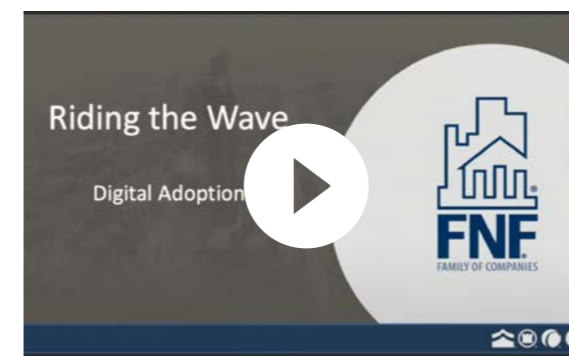 Riding the Wave
Digital Adoption
FNF
FAMILY OF COMPANIES